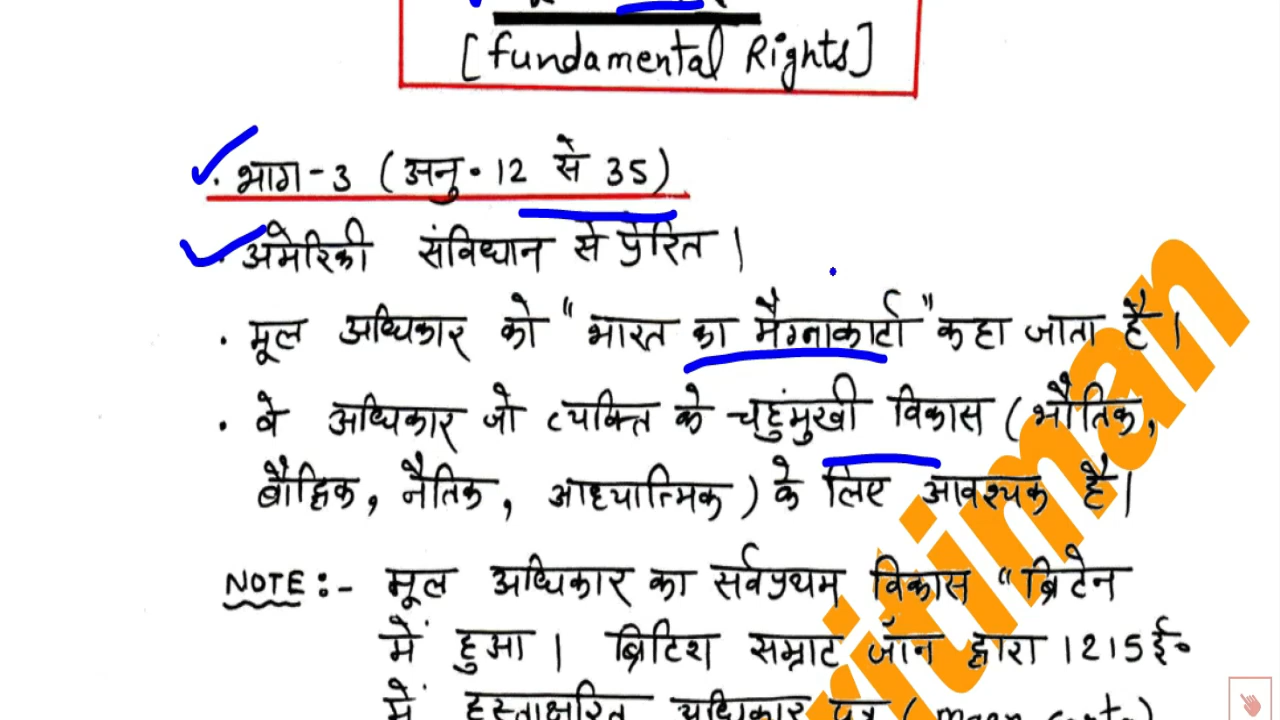 [Fundamental Rights]
· भाग-3 (अनु॰ 12 से 35)
· अमेरिकी संविधान से प्रेरित।
· मूल अधिकार को "भारत का मैग्नाकार्टा" कहा जाता है।
· वे अधिकार जो व्यक्ति के चहुंमुखी विकास (भौतिक,
बौद्धिक, नैतिक, आध्यात्मिक) के लिए आवश्यक है।
NOTE:- मूल अधिकार का सर्वप्रथम विकास "ब्रिटेन
में हुआ। ब्रिटिश सम्राट जॉन द्वारा 1215 ई॰
में हस्ताक्षरित अधिकार पत्र (